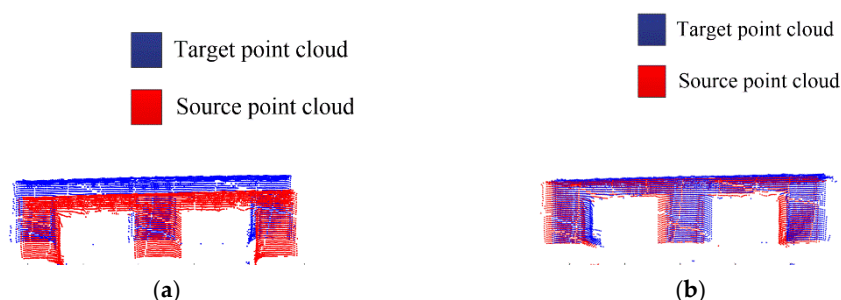 Target point cloud
Source point cloud
(a)
Target point cloud
Source point cloud
(b)